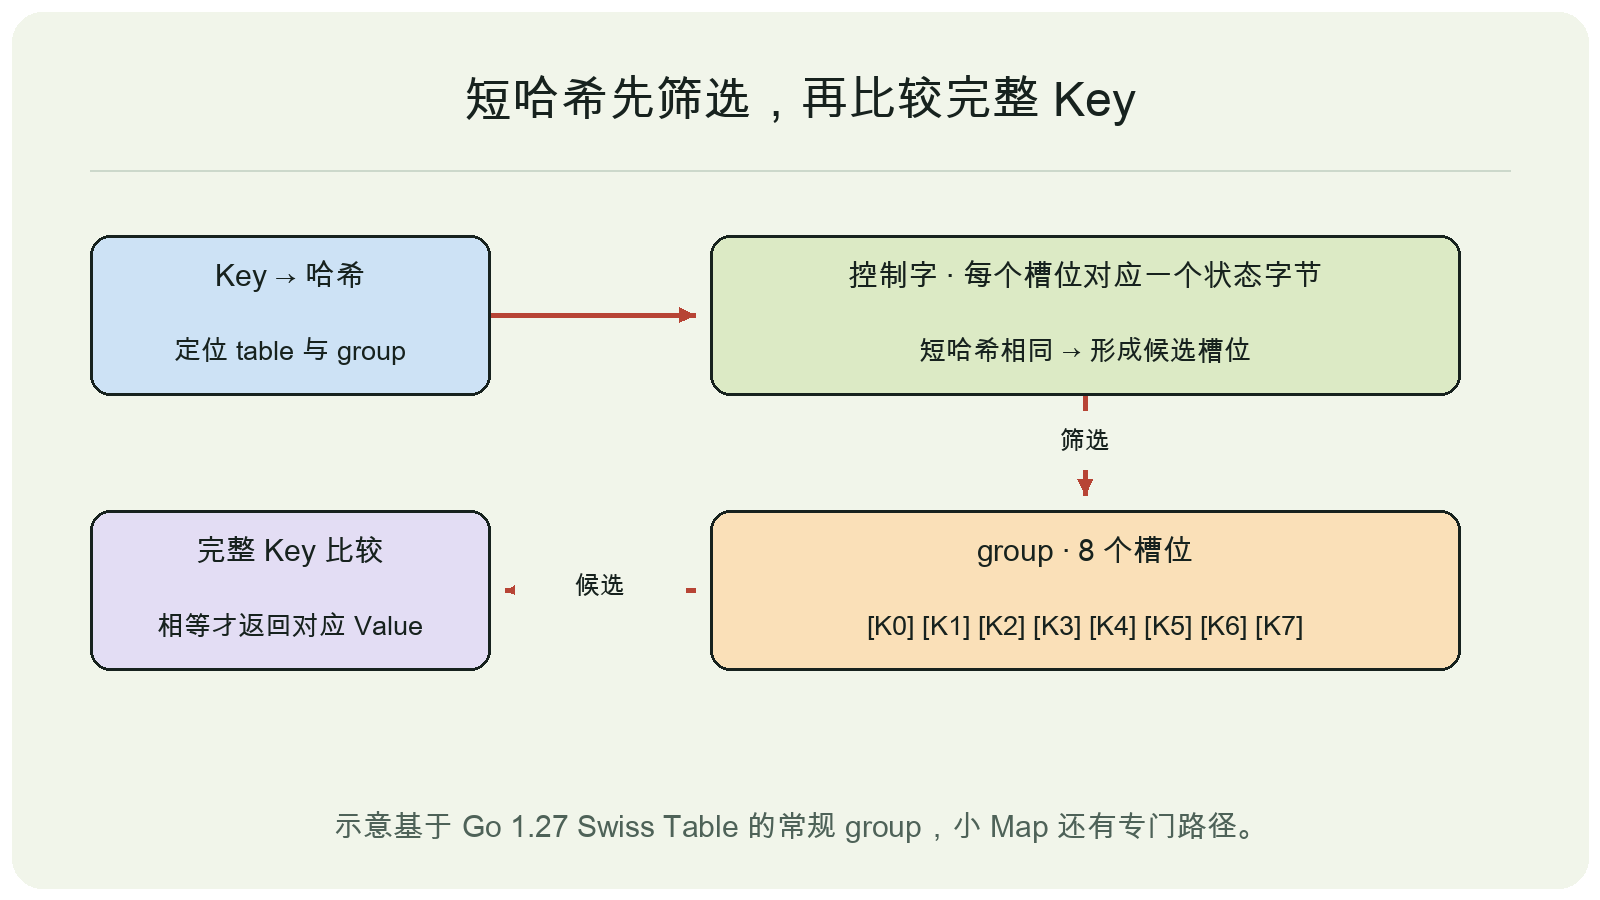 短哈希先筛选，再比较完整 Key
Key → 哈希
定位 table 与 group
控制字 · 每个槽位对应一个状态字节
短哈希相同 → 形成候选槽位
筛选
group · 8 个槽位
[K0] [K1] [K2] [K3] [K4] [K5] [K6] [K7]
候选
完整 Key 比较
相等才返回对应 Value
示意基于 Go 1.27 Swiss Table 的常规 group，小 Map 还有专门路径。